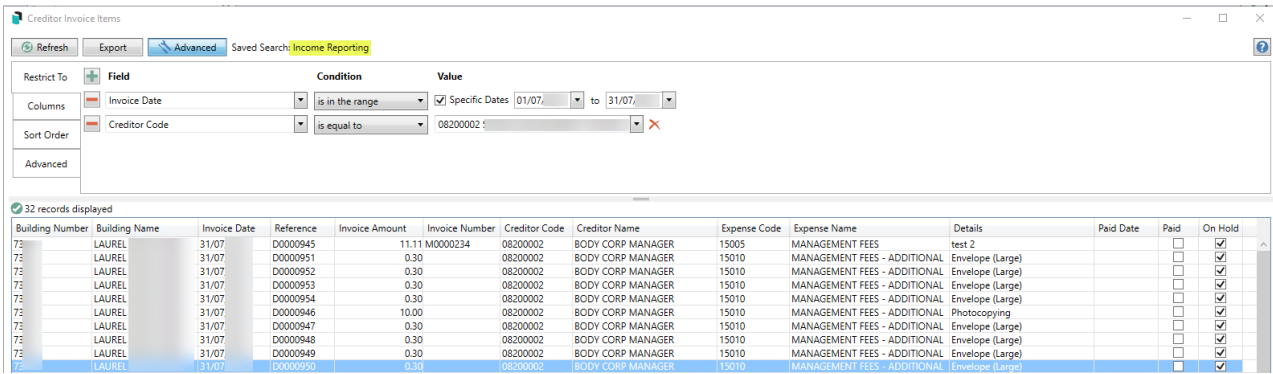 Creditor Invoice Items
Refresh Export Advanced Saved Search: Income Reporting
Restrict To Field Condition Value
Invoice Date is in the range Specific Dates 01/07/ to 31/07/
Columns
Creditor Code is equal to 08200002
Sort Order
Advanced
32 records displayed
Building Number Building Name Invoice Date Reference Invoice Amount Invoice Number Creditor Code Creditor Name Expense Code Expense Name Details Paid Date Paid On Hold
73 LAUREL 31/07 D0000945 11.11 M0000234 08200002 BODY CORP MANAGER 15005 MANAGEMENT FEES test 2
73 LAUREL 31/07 D0000951 0.30 08200002 BODY CORP MANAGER 15010 MANAGEMENT FEES - ADDITIONAL Envelope (Large)
73 LAUREL 31/07 D0000952 0.30 08200002 BODY CORP MANAGER 15010 MANAGEMENT FEES - ADDITIONAL Envelope (Large)
73 LAUREL 31/07 D0000953 0.30 08200002 BODY CORP MANAGER 15010 MANAGEMENT FEES - ADDITIONAL Envelope (Large)
73 LAUREL 31/07 D0000954 0.30 08200002 BODY CORP MANAGER 15010 MANAGEMENT FEES - ADDITIONAL Envelope (Large)
73 LAUREL 31/07 D0000946 10.00 08200002 BODY CORP MANAGER 15010 MANAGEMENT FEES - ADDITIONAL Photocopying
73 LAUREL 31/07 D0000947 0.30 08200002 BODY CORP MANAGER 15010 MANAGEMENT FEES - ADDITIONAL Envelope (Large)
73 LAUREL 31/07 D0000948 0.30 08200002 BODY CORP MANAGER 15010 MANAGEMENT FEES - ADDITIONAL Envelope (Large)
73 LAUREL 31/07 D0000949 0.30 08200002 BODY CORP MANAGER 15010 MANAGEMENT FEES - ADDITIONAL Envelope (Large)
73 LAUREL 31/07 D0000950 0.30 08200002 BODY CORP MANAGER 15010 MANAGEMENT FEES - ADDITIONAL Envelope (Large)